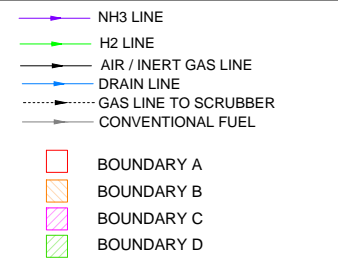 NH3 LINE
H2 LINE
AIR / INERT GAS LINE
DRAIN LINE
GAS LINE TO SCRUBBER
CONVENTIONAL FUEL
BOUNDARY A
BOUNDARY B
BOUNDARY C
BOUNDARY D